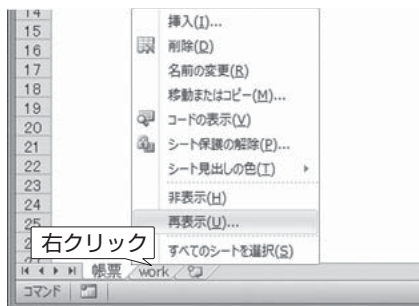 14
15
16
17
18
19
20
21
22
23
24
25
挿入(I)...
削除(D)
名前の変更(R)
移動またはコピー(M)...
コードの表示(V)
シート保護の解除(P)...
シート見出しの色(T)
非表示(H)
再表示(U)...
すべてのシートを選択(S)
右クリック
帳票
work
コマンド